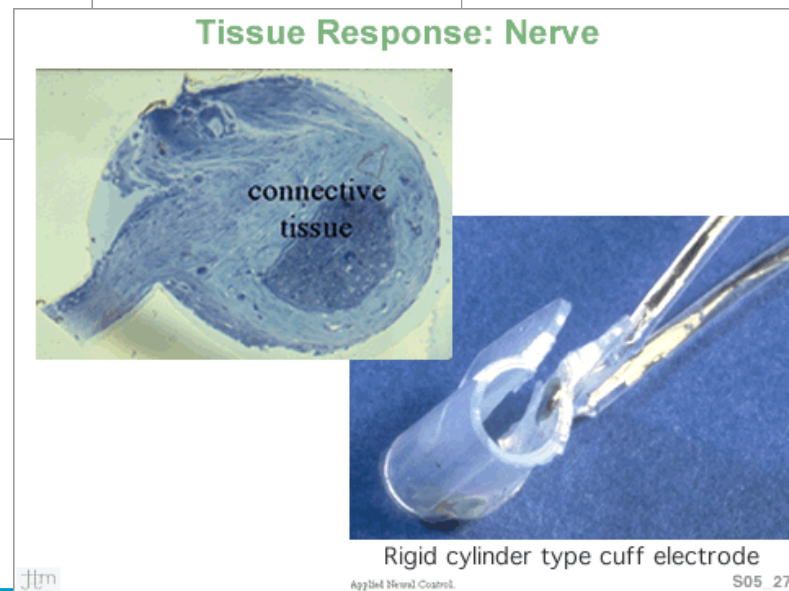 Tissue Response: Nerve
connective
tissue
Rigid cylinder type cuff electrode
Applied Neural Control.
S05_27